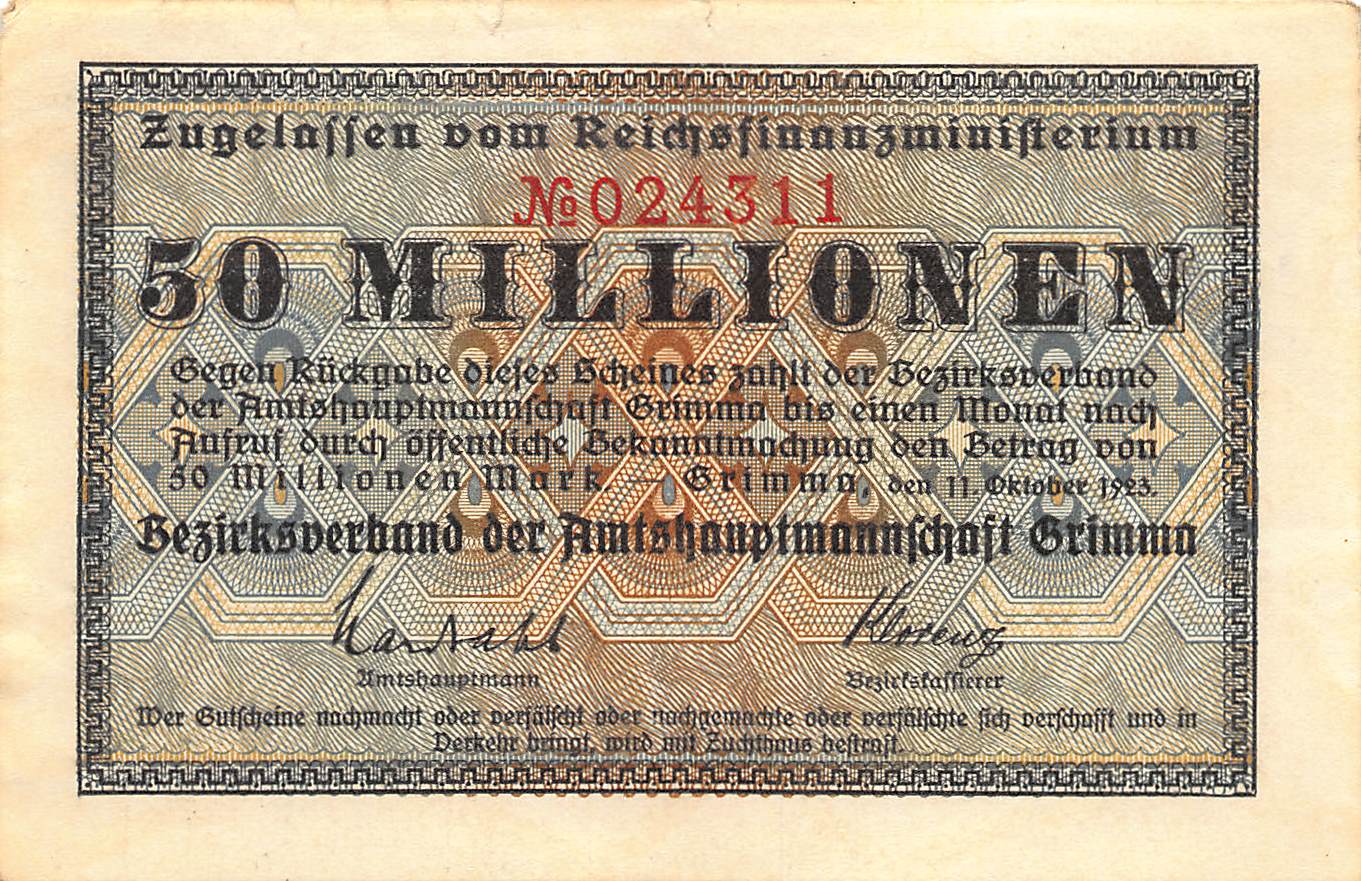 Zugelassen vom Reichsfinanzministerium
№ 024311
50 MILLIONEN
Gegen Rückgabe dieses Scheines zahlt der Bezirksverband
der Amtshauptmannschaft Grimma bis einen Monat nach
Aufruf durch öffentliche Bekanntmachung den Betrag von
50 Millionen Mark — Grimma, den 11. Oktober 1923.
Bezirksverband der Amtshauptmannschaft Grimma
Lorenz
Amtshauptmann Bezirkskassierer
Wer Gutscheine nachmacht oder verfälscht oder nachgemachte oder verfälschte sich verschafft und in
Verkehr bringt, wird mit Zuchthaus bestraft.